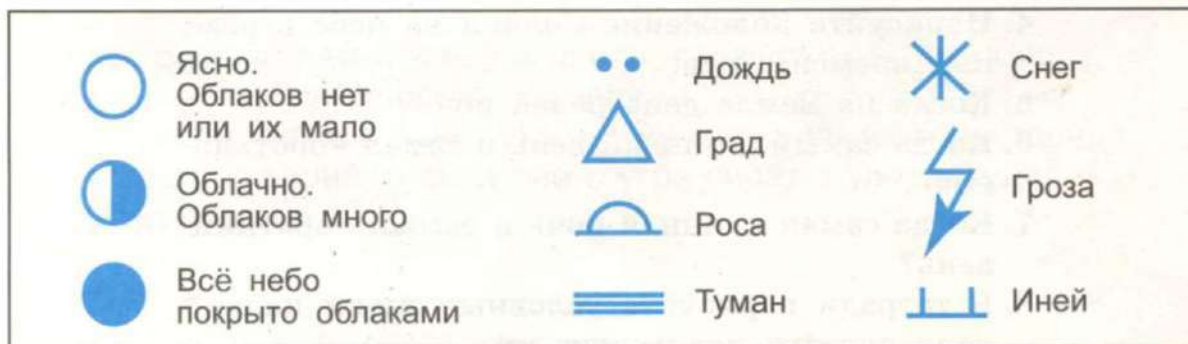 Ясно.
Облаков нет
или их мало
Облачно.
Облаков много
Всё небо
покрыто облаками
Дождь
Град
Роса
Туман
Снег
Гроза
Иней